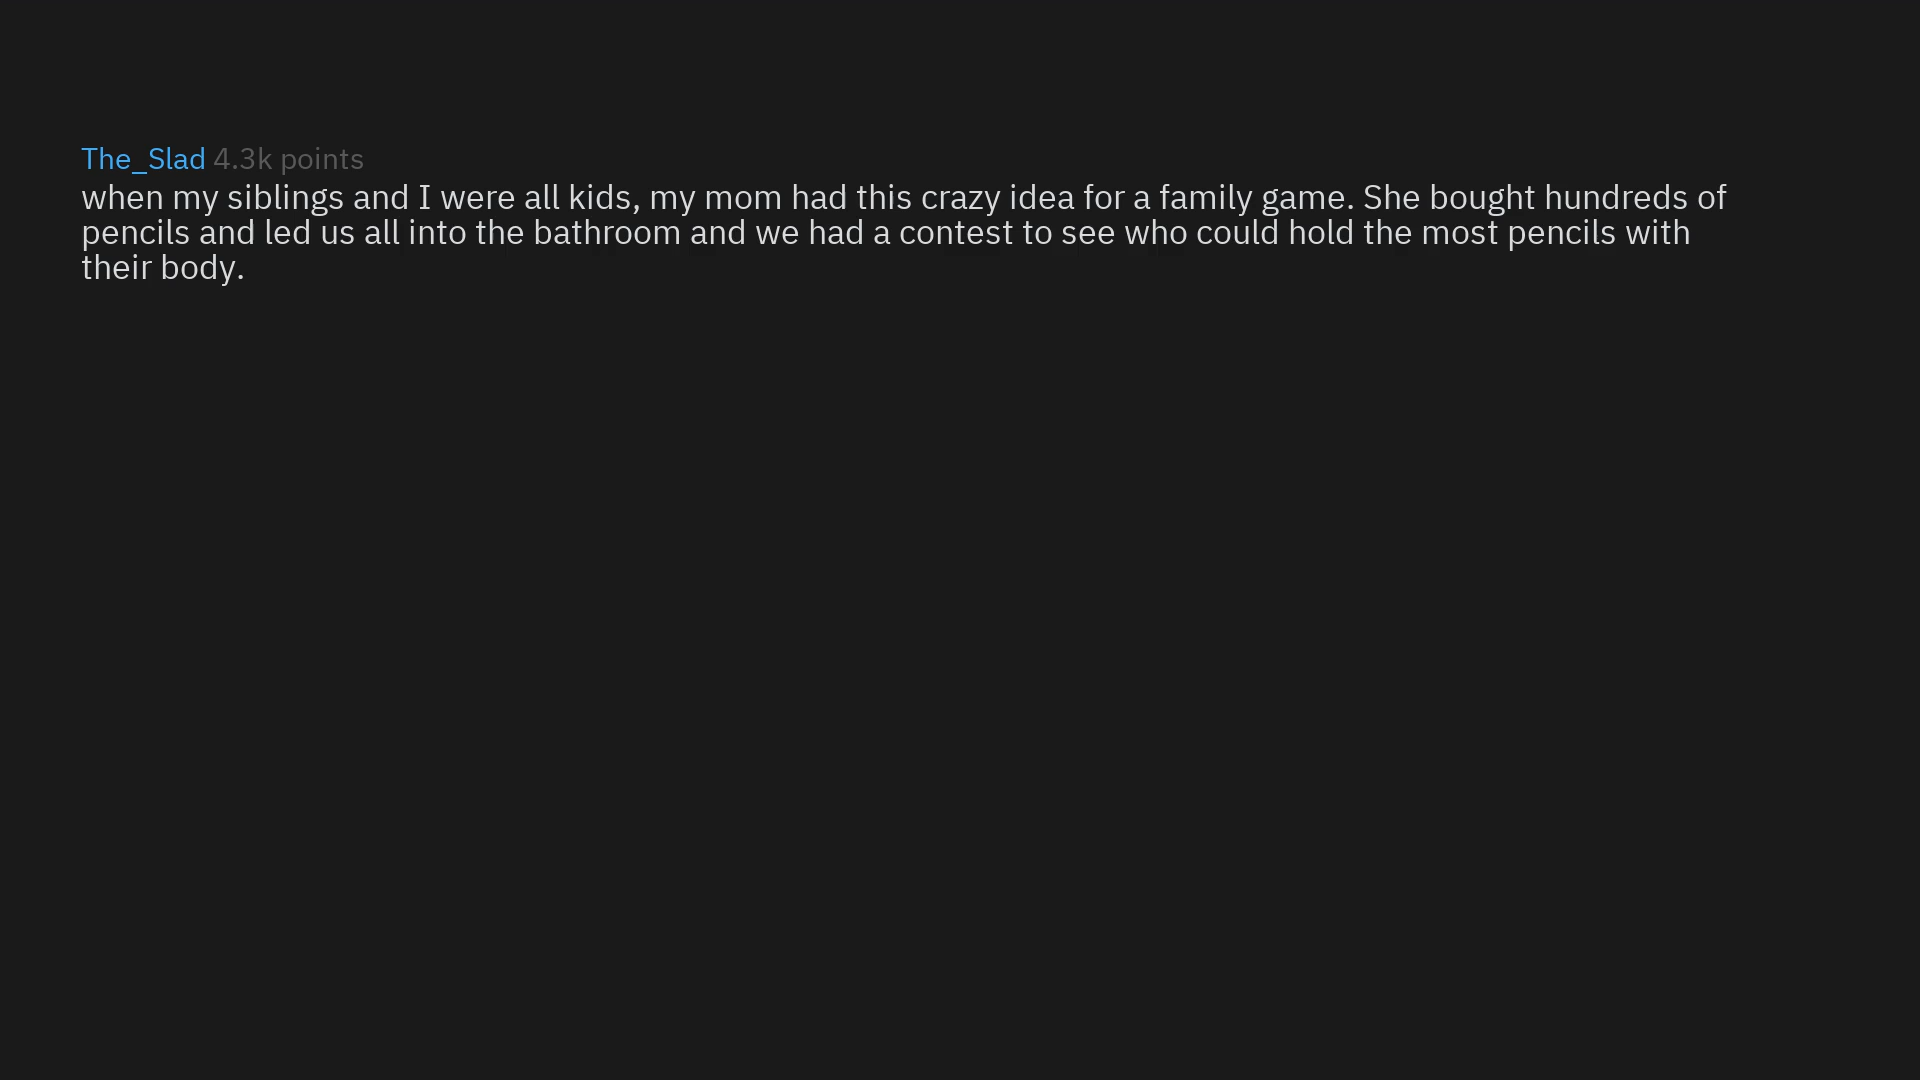 The_Slad 4.3k points
when my siblings and I were all kids, my mom had this crazy idea for a family game. She bought hundreds of
pencils and led us all into the bathroom and we had a contest to see who could hold the most pencils with
their body.